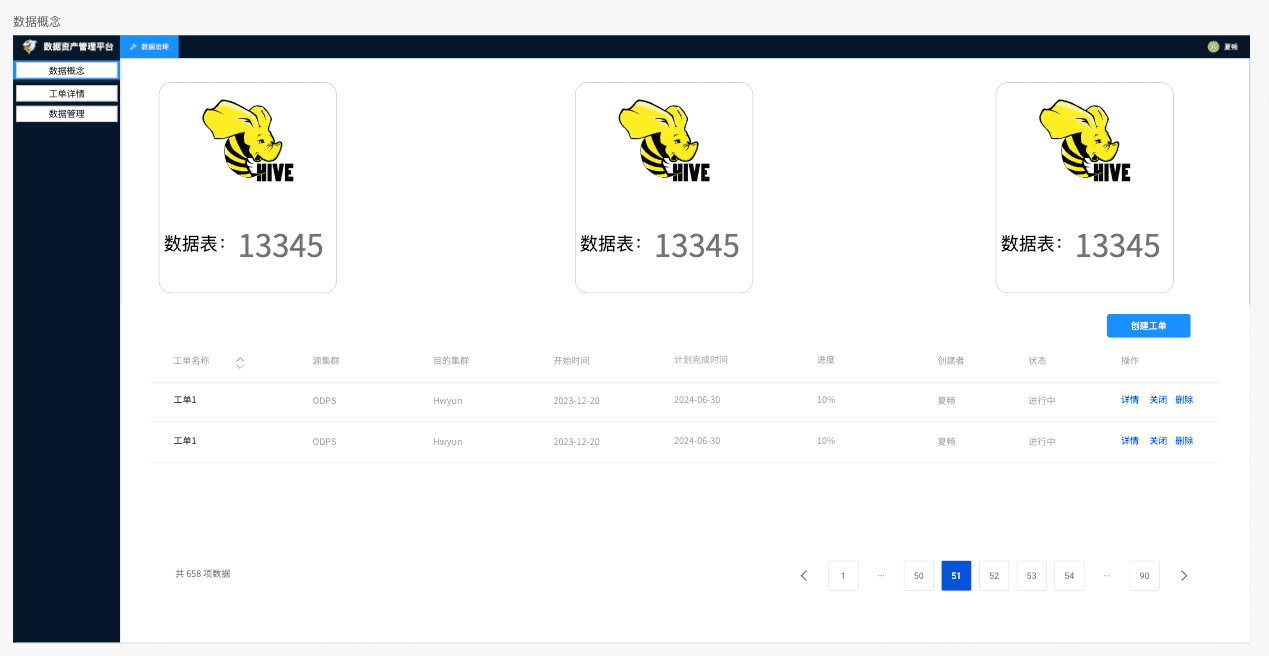 数据概念
数据资产管理平台
数据治理
夏畅
数据概念
工单详情
数据管理
HIVE
HIVE
HIVE
数据表: 13345
数据表: 13345
数据表: 13345
创建工单
工单名称 源集群 目的集群 开始时间 计划完成时间 进度 创建者 状态 操作
工单1 ODPS Hwyun 2023-12-20 2024-06-30 10% 夏畅 进行中 详情 关闭 删除
工单1 ODPS Hwyun 2023-12-20 2024-06-30 10% 夏畅 进行中 详情 关闭 删除
共 658 项数据
1 ··· 50 51 52 53 54 ··· 90